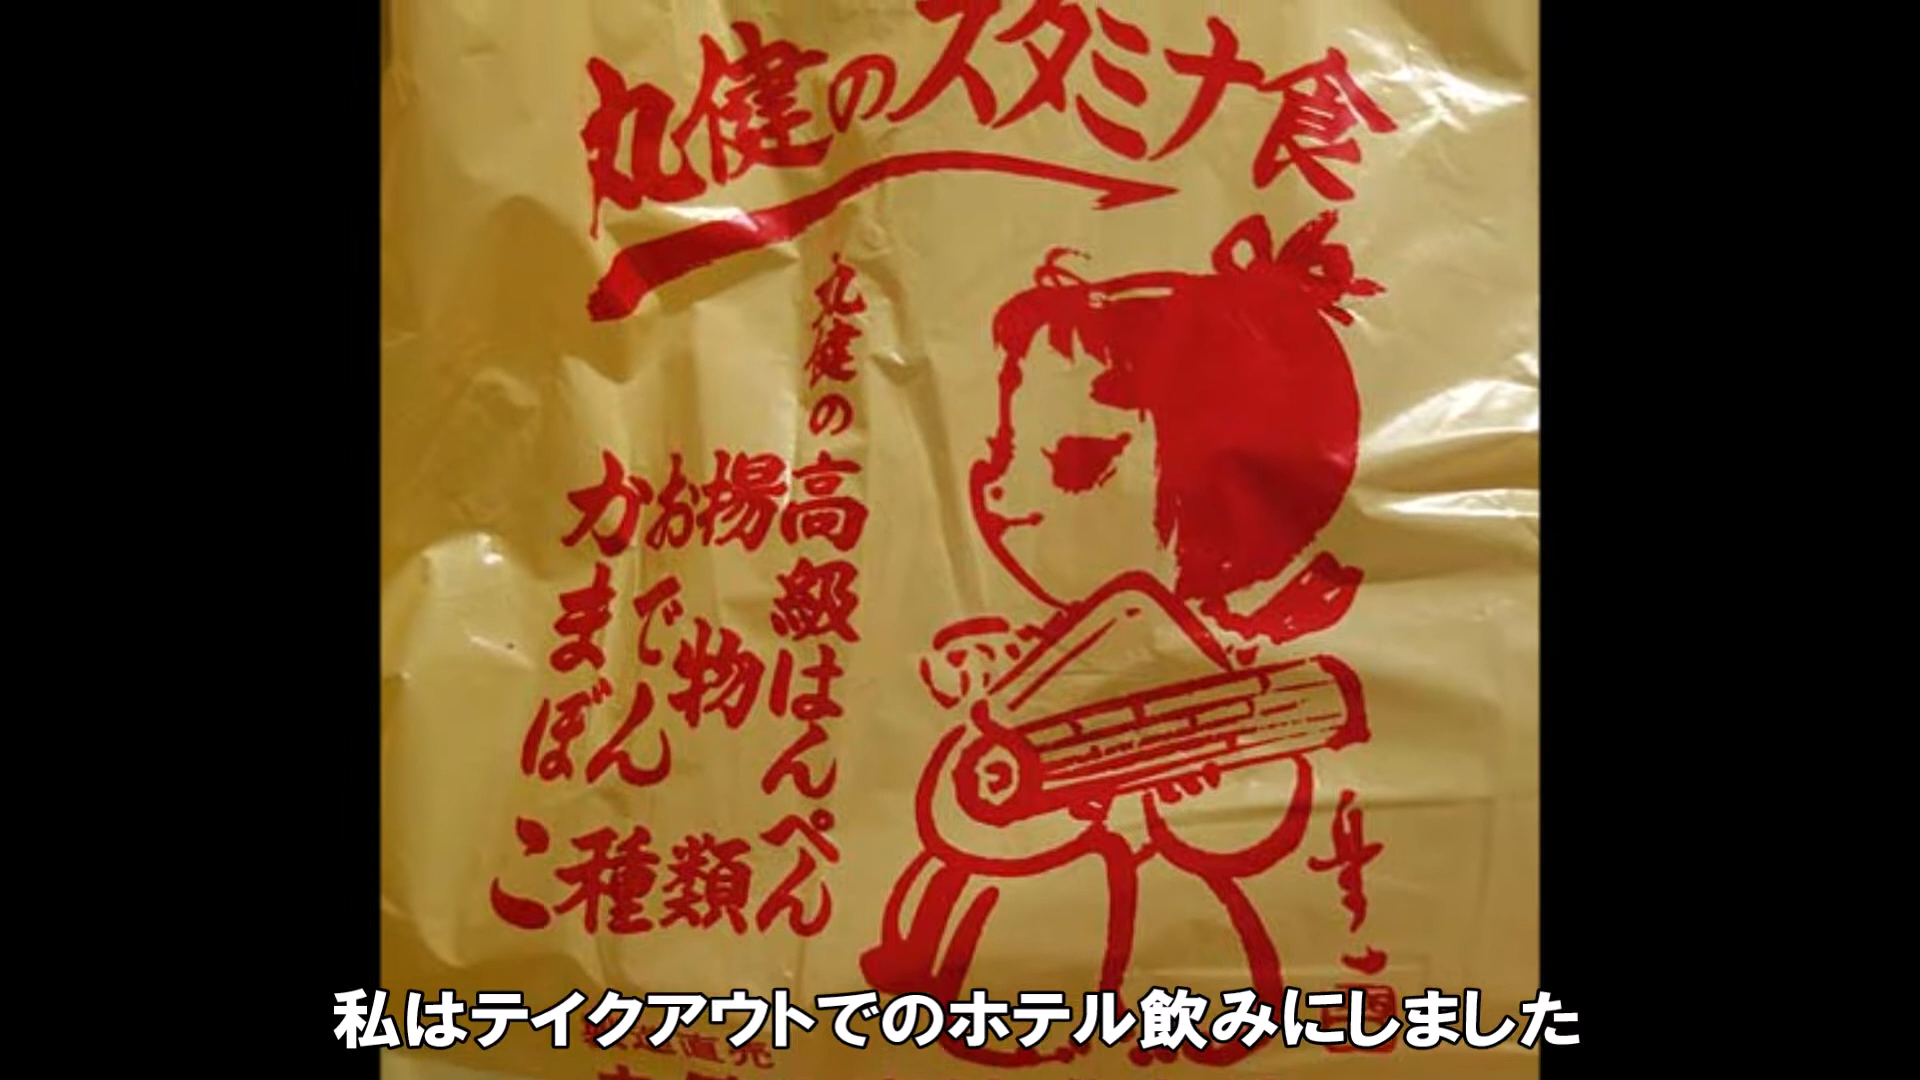 丸健のスタミナ食
丸健の
高級はんぺん
揚物種類
おでん種
かまぼこ
私はテイクアウトでのホテル飲みにしました